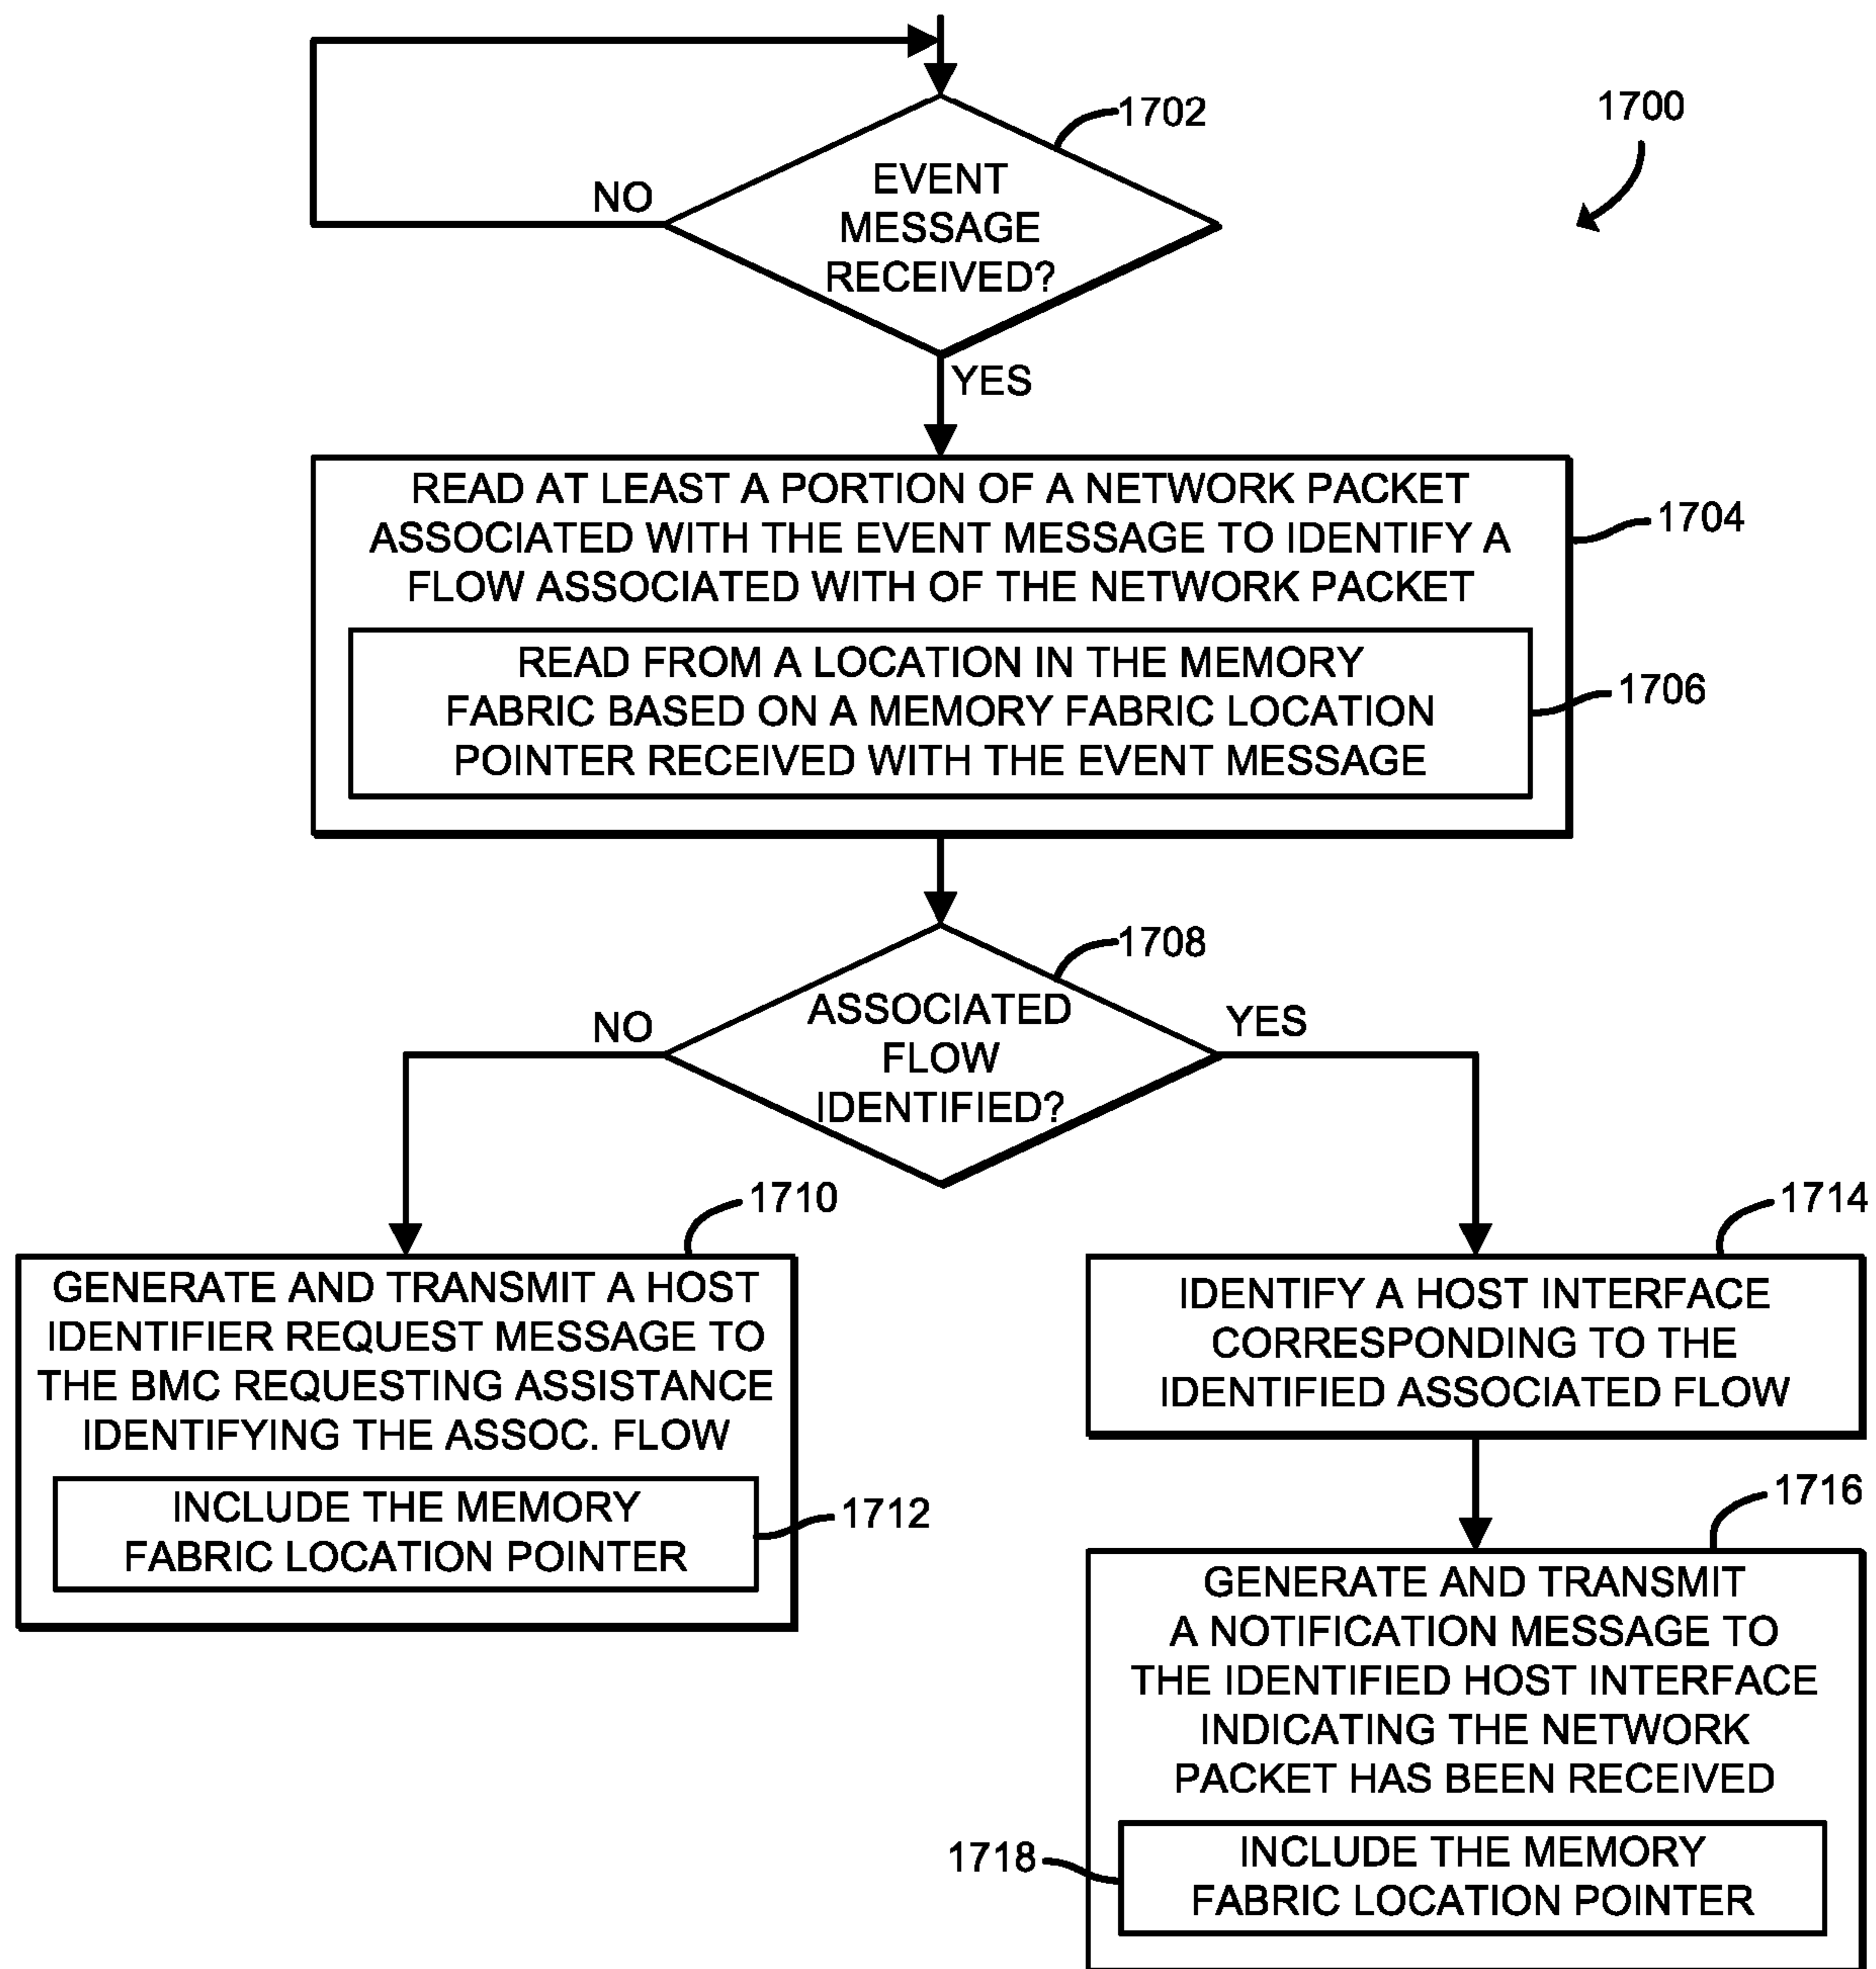 1700
1702
EVENT
MESSAGE
RECEIVED?
NO
YES
READ AT LEAST A PORTION OF A NETWORK PACKET
ASSOCIATED WITH THE EVENT MESSAGE TO IDENTIFY A
FLOW ASSOCIATED WITH OF THE NETWORK PACKET
1704
READ FROM A LOCATION IN THE MEMORY
FABRIC BASED ON A MEMORY FABRIC LOCATION
POINTER RECEIVED WITH THE EVENT MESSAGE
1706
1708
ASSOCIATED
FLOW
IDENTIFIED?
NO
YES
1710
GENERATE AND TRANSMIT A HOST
IDENTIFIER REQUEST MESSAGE TO
THE BMC REQUESTING ASSISTANCE
IDENTIFYING THE ASSOC. FLOW
INCLUDE THE MEMORY
FABRIC LOCATION POINTER
1712
1714
IDENTIFY A HOST INTERFACE
CORRESPONDING TO THE
IDENTIFIED ASSOCIATED FLOW
1716
GENERATE AND TRANSMIT
A NOTIFICATION MESSAGE TO
THE IDENTIFIED HOST INTERFACE
INDICATING THE NETWORK
PACKET HAS BEEN RECEIVED
1718
INCLUDE THE MEMORY
FABRIC LOCATION POINTER